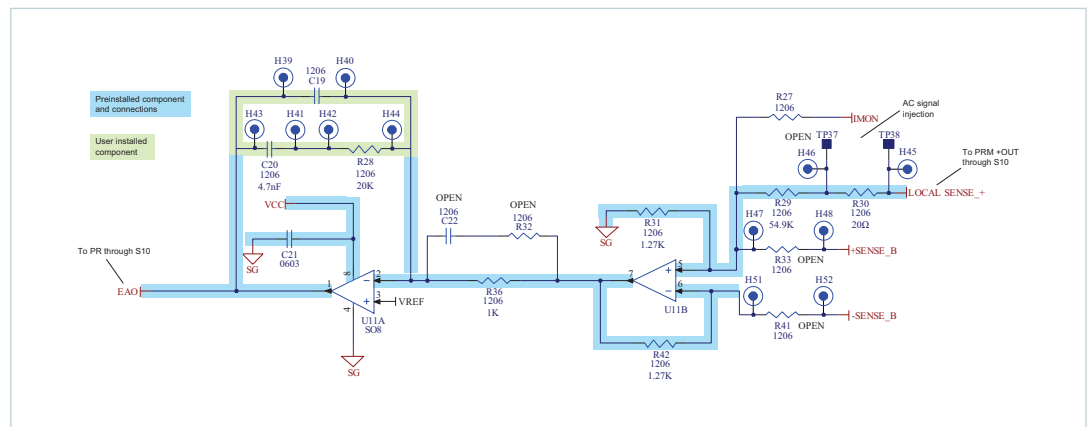 H39
H40
1206
C19
Preinstalled component
and connections
User installed
component
H43
H41
H42
H44
C20
1206
4.7nF
R28
1206
20K
VCC
C21
0603
SG
To PR through S10
EAO
1
8
4
2
3
VREF
U11A
SO8
SG
OPEN
1206
C22
OPEN
1206
R32
R36
1206
1K
R27
1206
IMON
AC signal
injection
OPEN
TP37
TP38
H46
H45
To PRM +OUT
through S10
LOCAL SENSE_+
R29
1206
54.9K
R30
1206
20Ω
R31
1206
1.27K
SG
H47
H48
+SENSE_B
R33
1206
OPEN
7
5
6
U11B
H51
H52
-SENSE_B
R41
1206
OPEN
R42
1206
1.27K